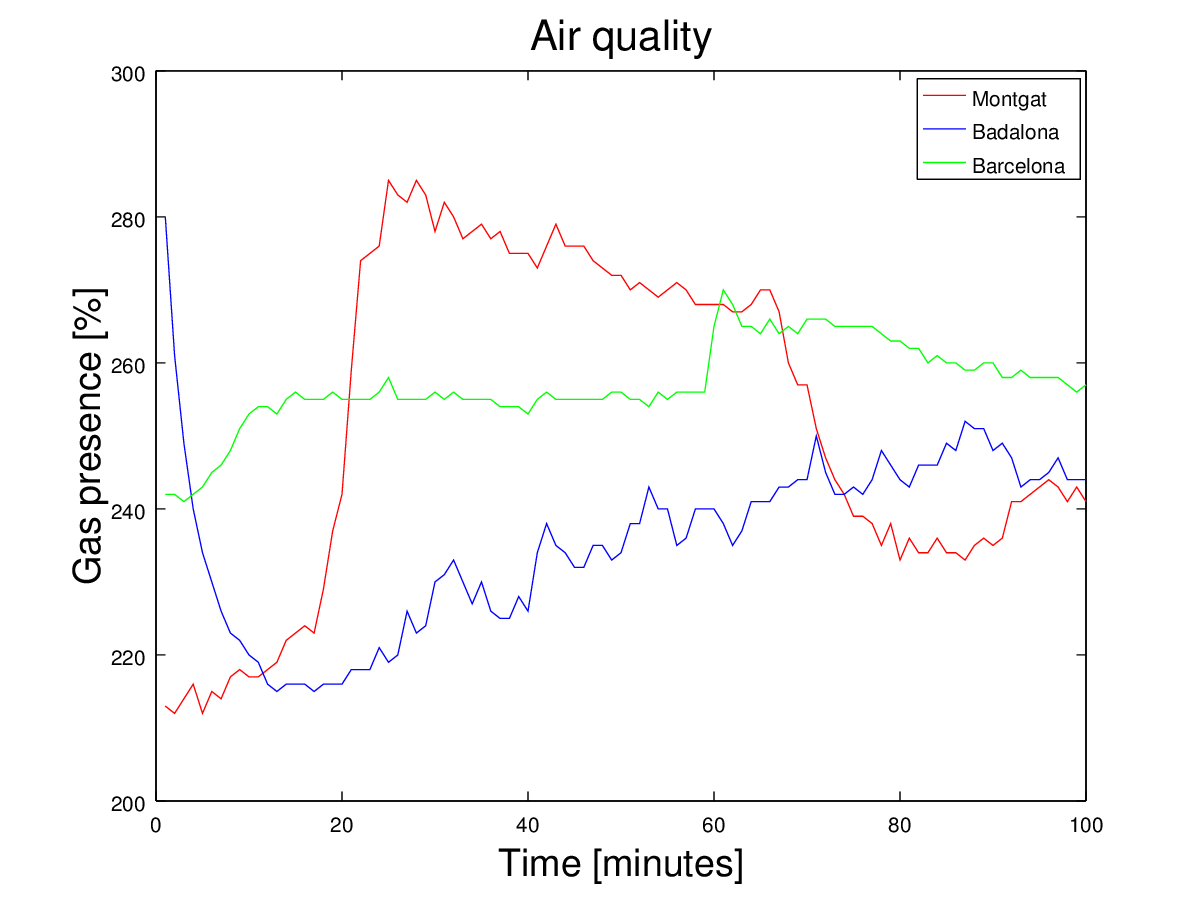 Air quality
300
280
260
240
220
200
Gas presence [%]
0 20 40 60 80 100
Time [minutes]
Montgat
Badalona
Barcelona